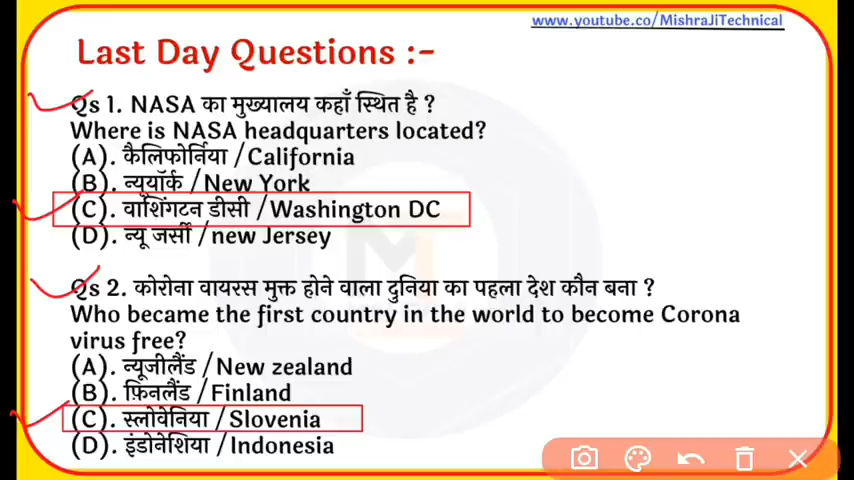 www.youtube.co/MishraJiTechnical
Last Day Questions :-
Qs 1. NASA का मुख्यालय कहाँ स्थित है ?
Where is NASA headquarters located?
(A). कैलिफोर्निया /California
(B). न्यूयॉर्क /New York
(C). वाशिंगटन डीसी /Washington DC
(D). न्यू जर्सी /new Jersey
Qs 2. कोरोना वायरस मुक्त होने वाला दुनिया का पहला देश कौन बना ?
Who became the first country in the world to become Corona
virus free?
(A). न्यूजीलैंड /New zealand
(B). फ़िनलैंड /Finland
(C). स्लोवेनिया /Slovenia
(D). इंडोनेशिया /Indonesia